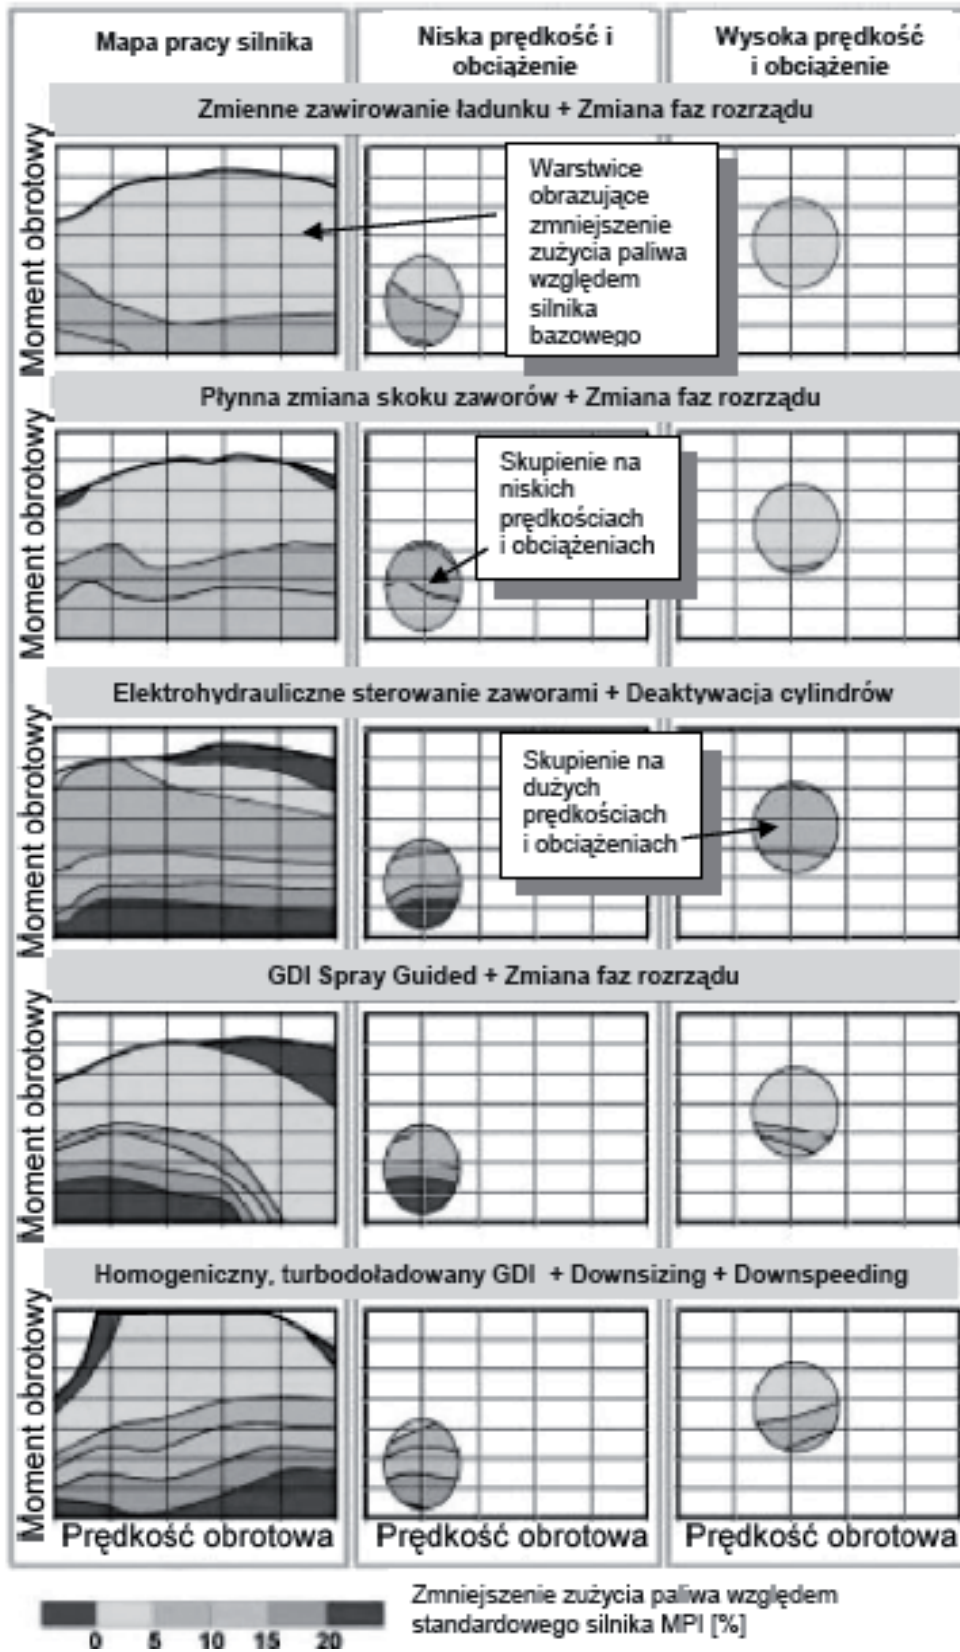 Mapa pracy silnika
Niska prędkość i
obciążenie
Wysoka prędkość
i obciążenie
Zmienne zawirowanie ładunku + Zmiana faz rozrządu
Moment obrotowy
Warstwice
obrazujące
zmniejszenie
zużycia paliwa
względem
silnika
bazowego
Płynna zmiana skoku zaworów + Zmiana faz rozrządu
Moment obrotowy
Skupienie na
niskich
prędkościach
i obciążeniach
Elektrohydrauliczne sterowanie zaworami + Deaktywacja cylindrów
Moment obrotowy
Skupienie na
dużych
prędkościach
i obciążeniach
GDI Spray Guided + Zmiana faz rozrządu
Moment obrotowy
Homogeniczny, turbodoładowany GDI + Downsizing + Downspeeding
Moment obrotowy
Prędkość obrotowa
Prędkość obrotowa
Prędkość obrotowa
0 5 10 15 20
Zmniejszenie zużycia paliwa względem
standardowego silnika MPI [%]